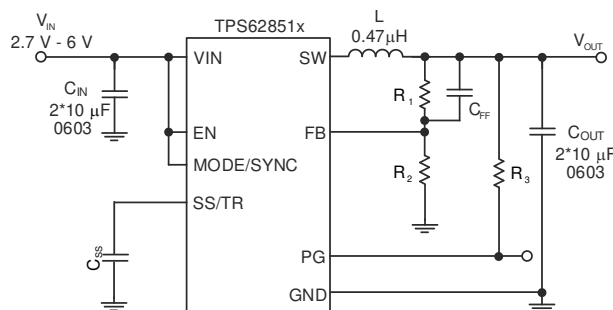 TPS62851x
VIN
2.7 V - 6 V
VIN
SW
L
0.47μH
VOUT
CIN
2*10 μF
0603
R1
CFF
EN
FB
COUT
2*10 μF
0603
MODE/SYNC
R2
R3
SS/TR
CSS
PG
GND